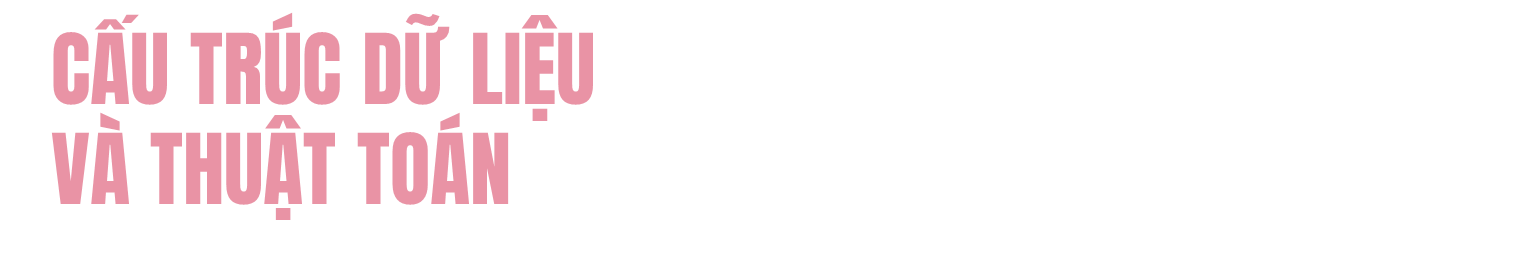 CẤU TRÚC DỮ LIỆU
VÀ THUẬT TOÁN